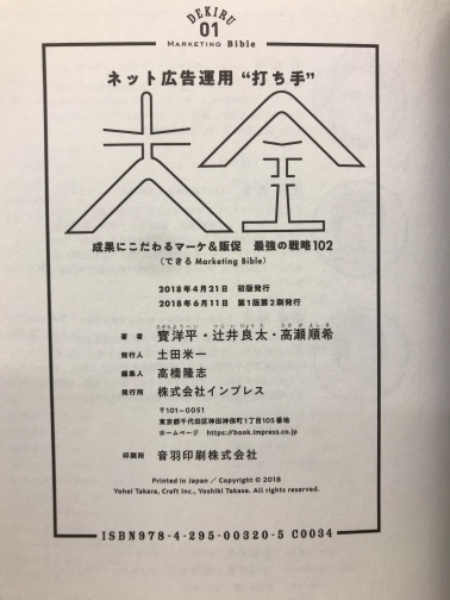 DEKIRU
01
MARKETING Bible
ネット広告運用 “打ち手”
大全
成果にこだわるマーケ&販促 最強の戦略102
(できるMarketing Bible)
2018年4月21日 初版発行
2018年6月11日 第1版第2刷発行
著者 寳洋平・辻井良太・高瀬順希
発行人 土田米一
編集人 高橋隆志
発行所 株式会社インプレス
〒101-0051
東京都千代田区神田神保町1丁目105番地
ホームページ https://book.impress.co.jp
印刷所 音羽印刷株式会社
Printed in Japan / Copyright © 2018
Yohei Takara, Craft Inc., Yoshiki Takase. All rights reserved.
ISBN978-4-295-00320-5 C0034